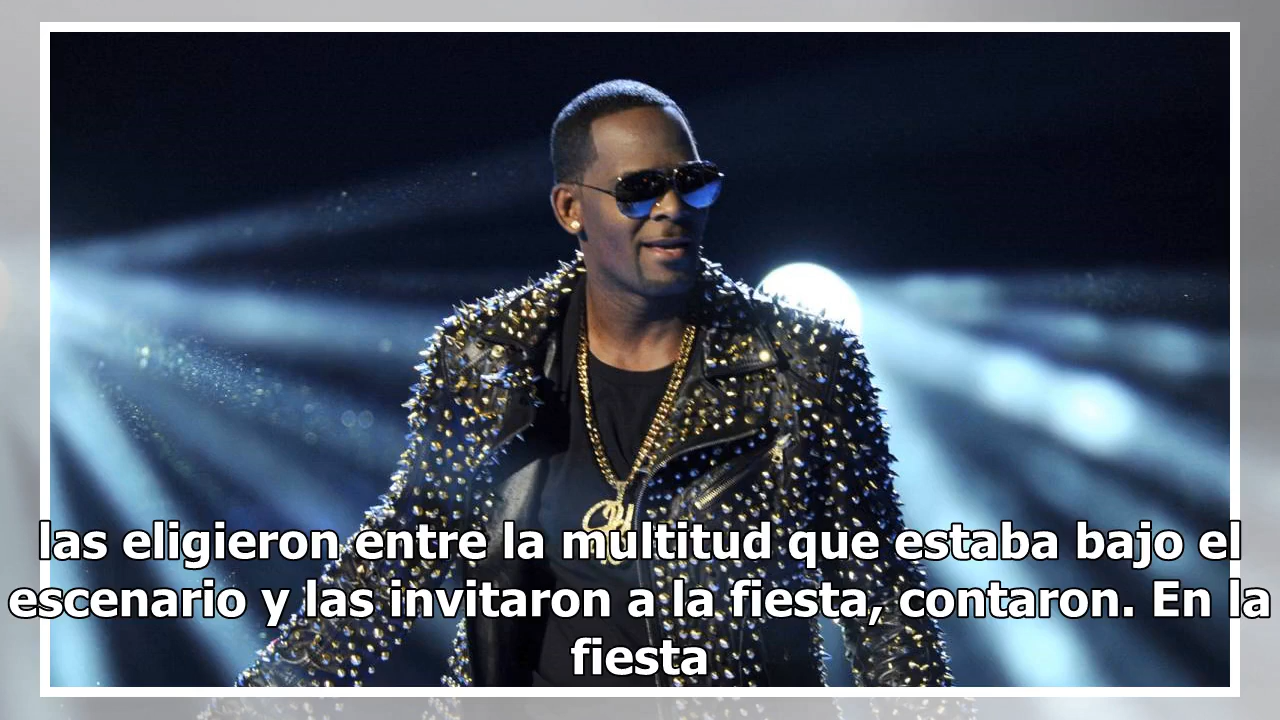 las eligieron entre la multitud que estaba bajo el
escenario y las invitaron a la fiesta, contaron. En la
fiesta